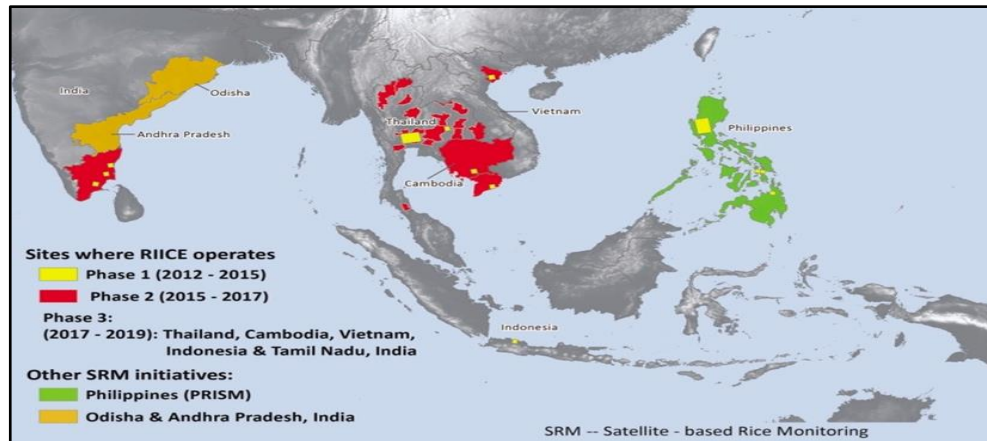 India
Odisha
Andhra Pradesh
Thailand
Vietnam
Cambodia
Philippines
Indonesia
Sites where RIICE operates
Phase 1 (2012 - 2015)
Phase 2 (2015 - 2017)
Phase 3:
(2017 - 2019): Thailand, Cambodia, Vietnam,
Indonesia & Tamil Nadu, India
Other SRM initiatives:
Philippines (PRISM)
Odisha & Andhra Pradesh, India
SRM -- Satellite - based Rice Monitoring